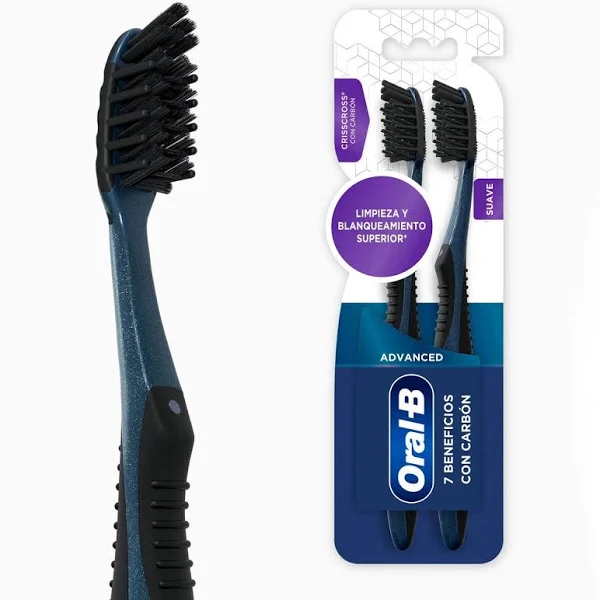 CRISSCROSS®
CON CARBÓN
LIMPIEZA Y
BLANQUEAMIENTO
SUPERIOR*
SUAVE
ADVANCED
Oral-B
7 BENEFICIOS
CON CARBÓN